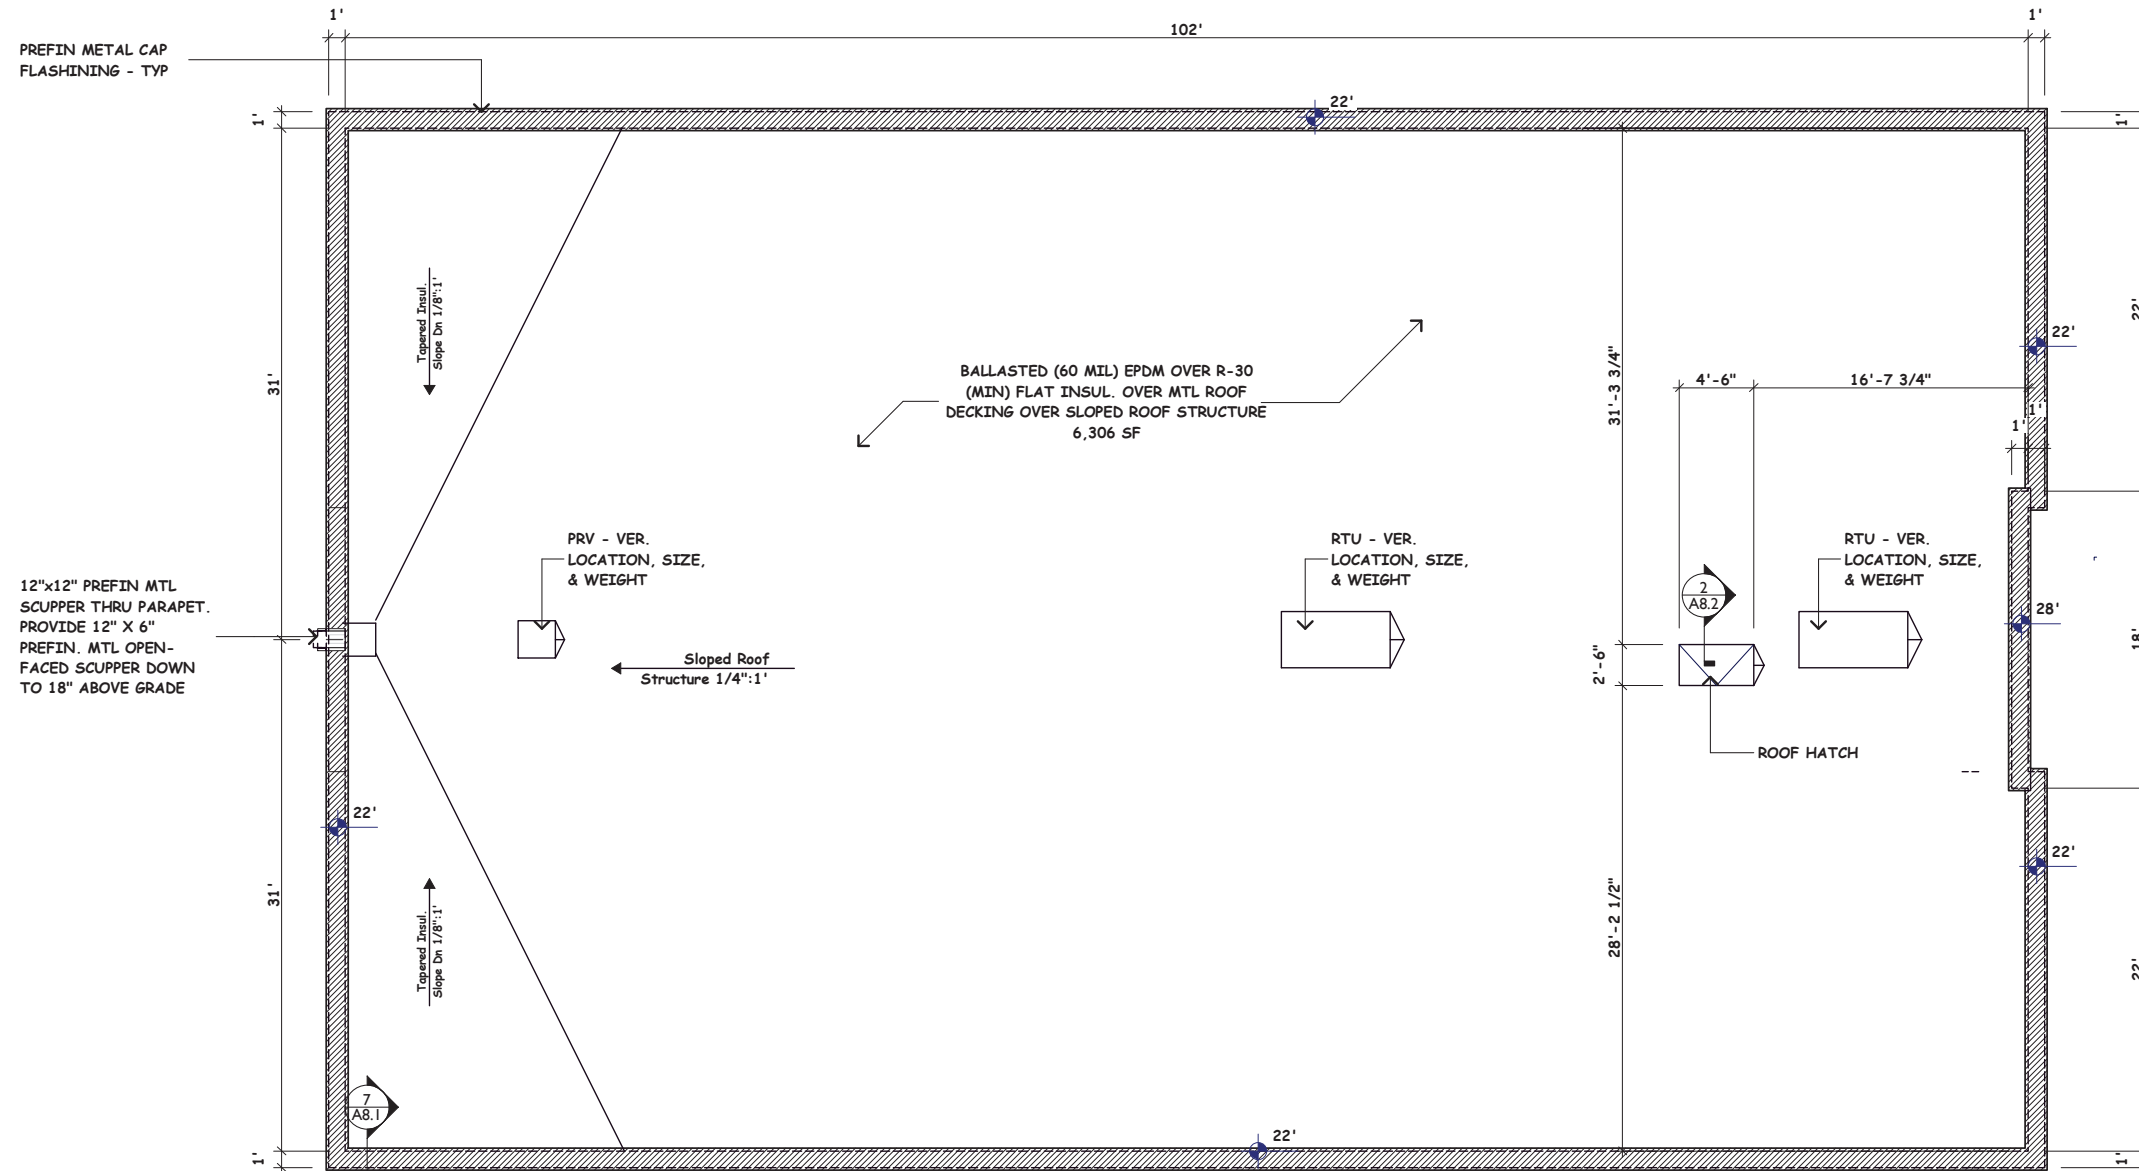 1'
102'
1'
PREFIN METAL CAP
FLASHINING - TYP
22'
1'
1'
31'
Tapered Insul.
Slope Dn 1/8":1'
BALLASTED (60 MIL) EPDM OVER R-30
(MIN) FLAT INSUL. OVER MTL ROOF
DECKING OVER SLOPED ROOF STRUCTURE
6,306 SF
31'-3 3/4"
4'-6"
16'-7 3/4"
22'
22'
1'
1'
PRV - VER.
LOCATION, SIZE,
& WEIGHT
RTU - VER.
LOCATION, SIZE,
& WEIGHT
RTU - VER.
LOCATION, SIZE,
& WEIGHT
2
A8.2
12"x12" PREFIN MTL
SCUPPER THRU PARAPET.
PROVIDE 12" X 6"
PREFIN. MTL OPEN-
FACED SCUPPER DOWN
TO 18" ABOVE GRADE
28'
18'
2'-6"
Sloped Roof
Structure 1/4":1'
ROOF HATCH
22'
22'
31'
Tapered Insul.
Slope Dn 1/8":1'
28'-2 1/2"
22'
7
A8.1
22'
1'
1'